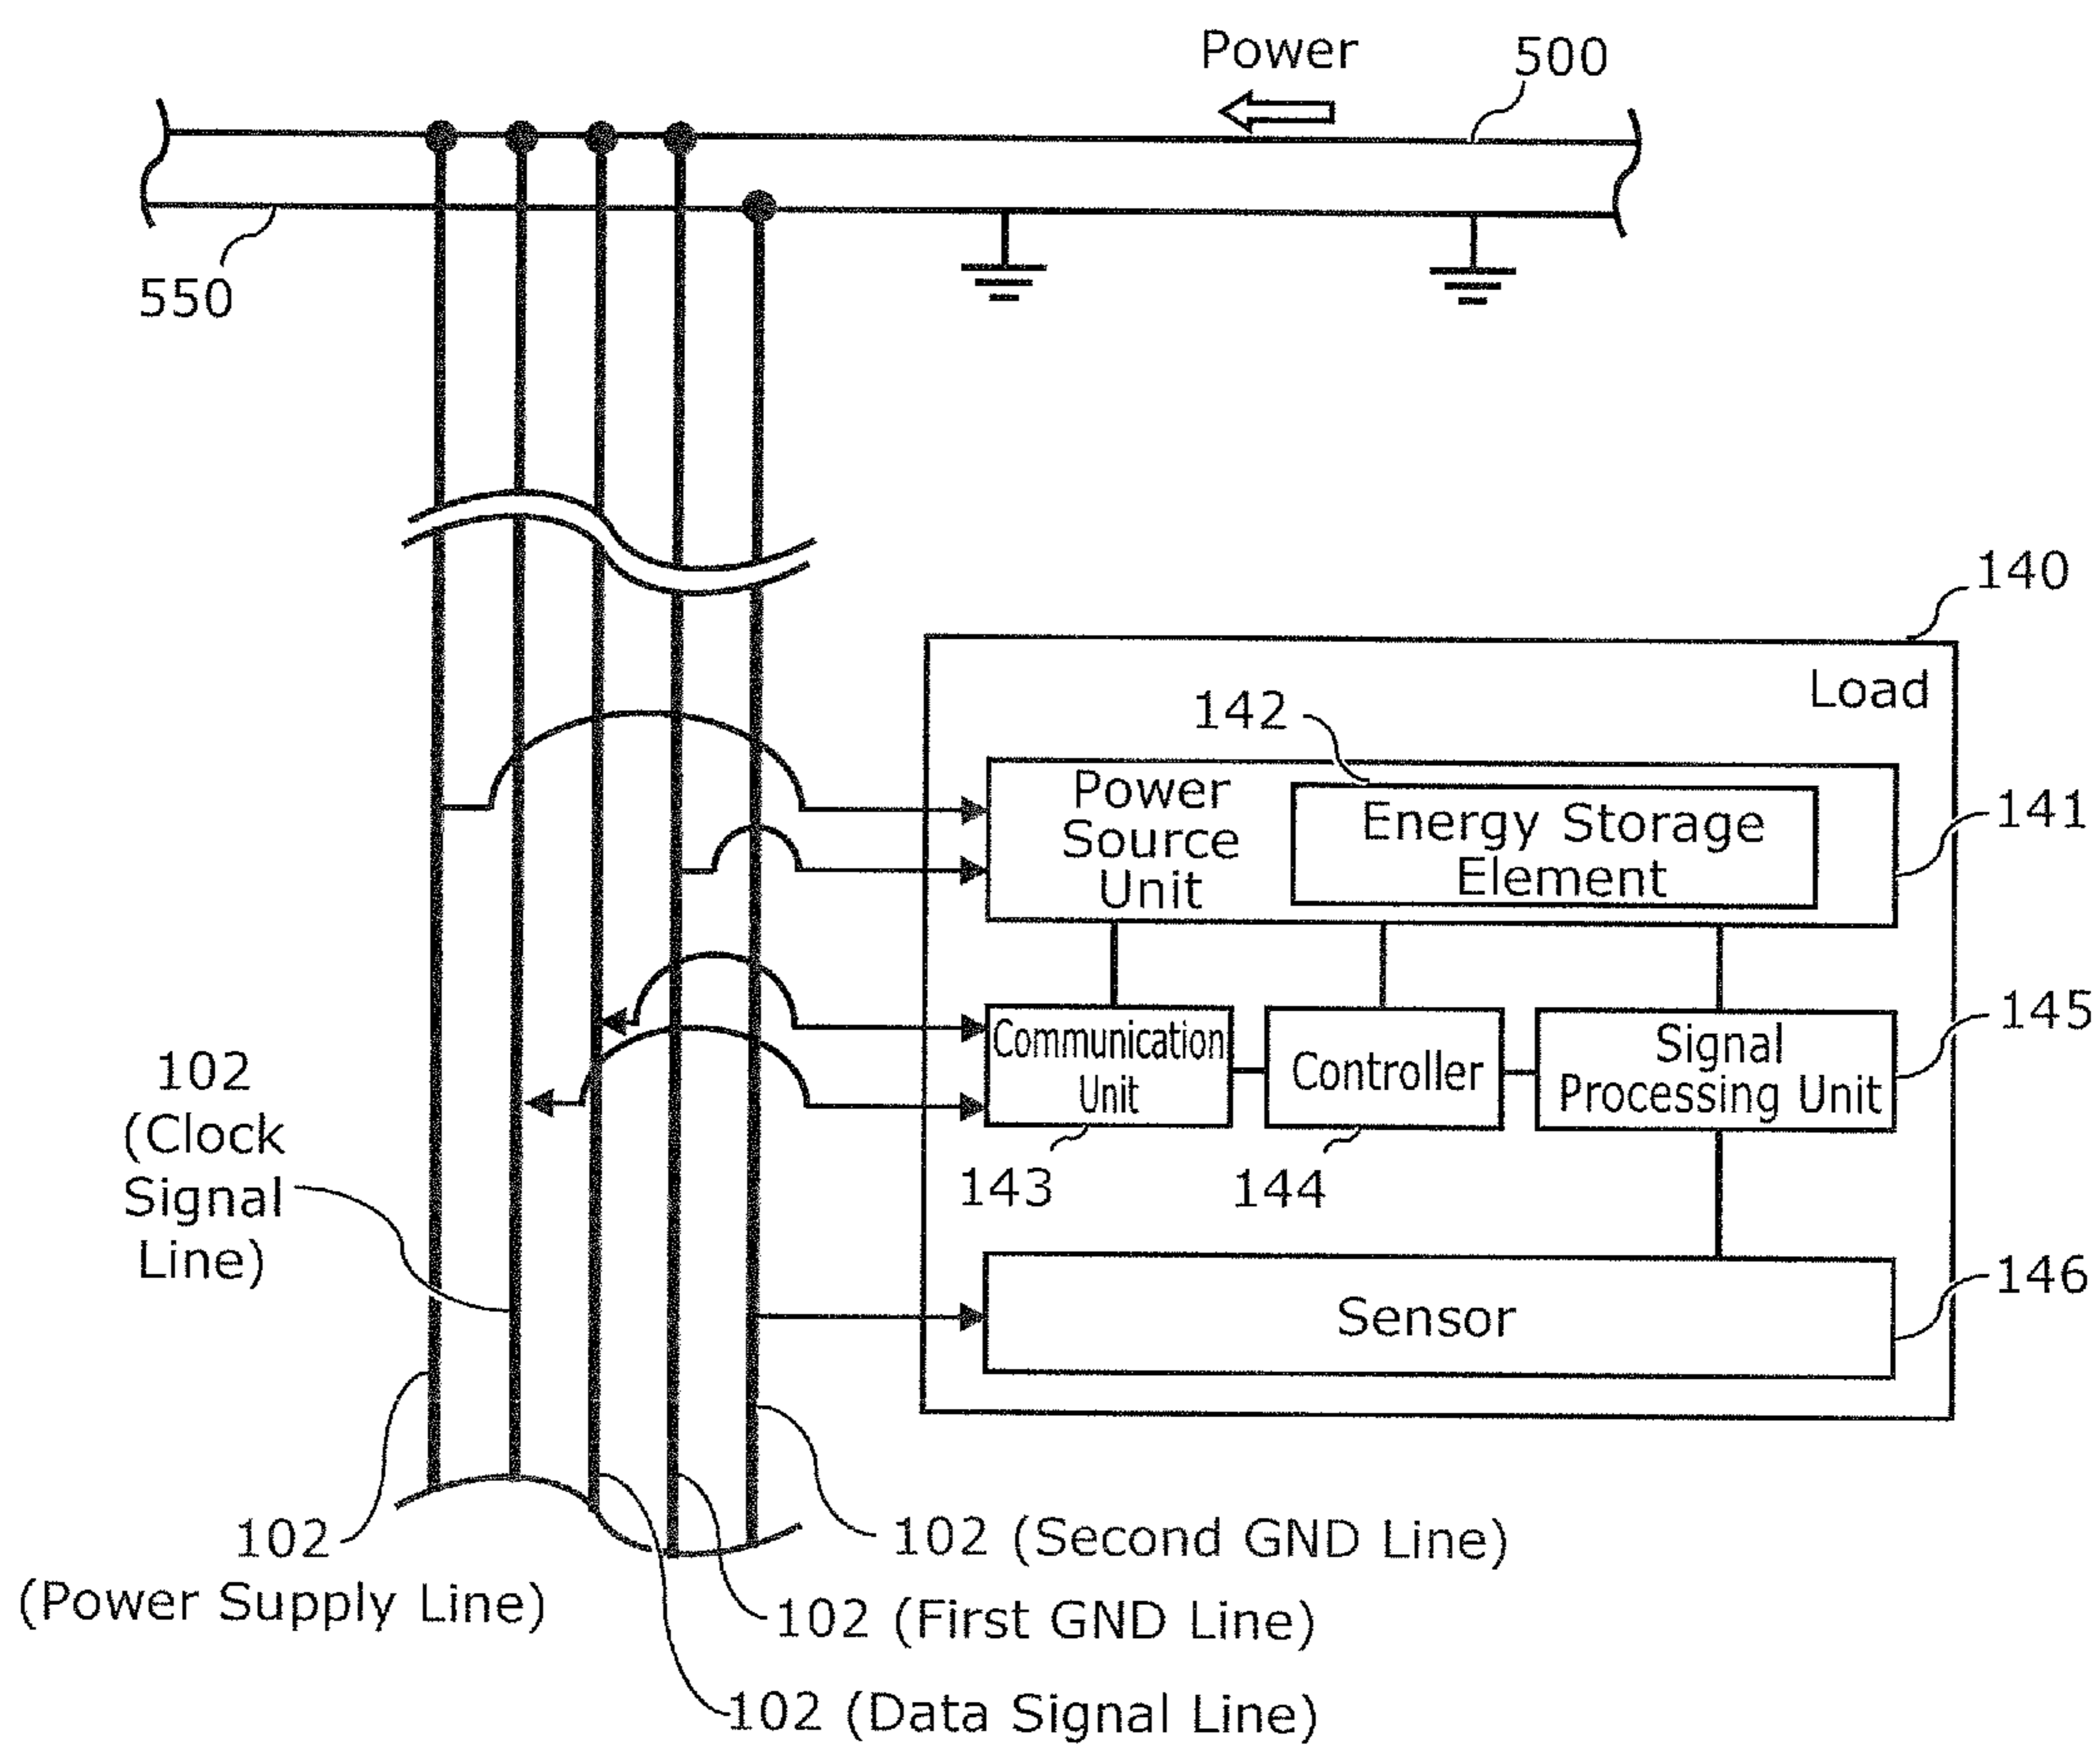 Power
500
550
140
Load
142
Power
Source
Unit
Energy Storage
Element
141
Communication
Unit
Controller
Signal
Processing Unit
145
143
144
102
(Clock
Signal
Line)
Sensor
146
102
(Power Supply Line)
102 (Second GND Line)
102 (First GND Line)
102 (Data Signal Line)